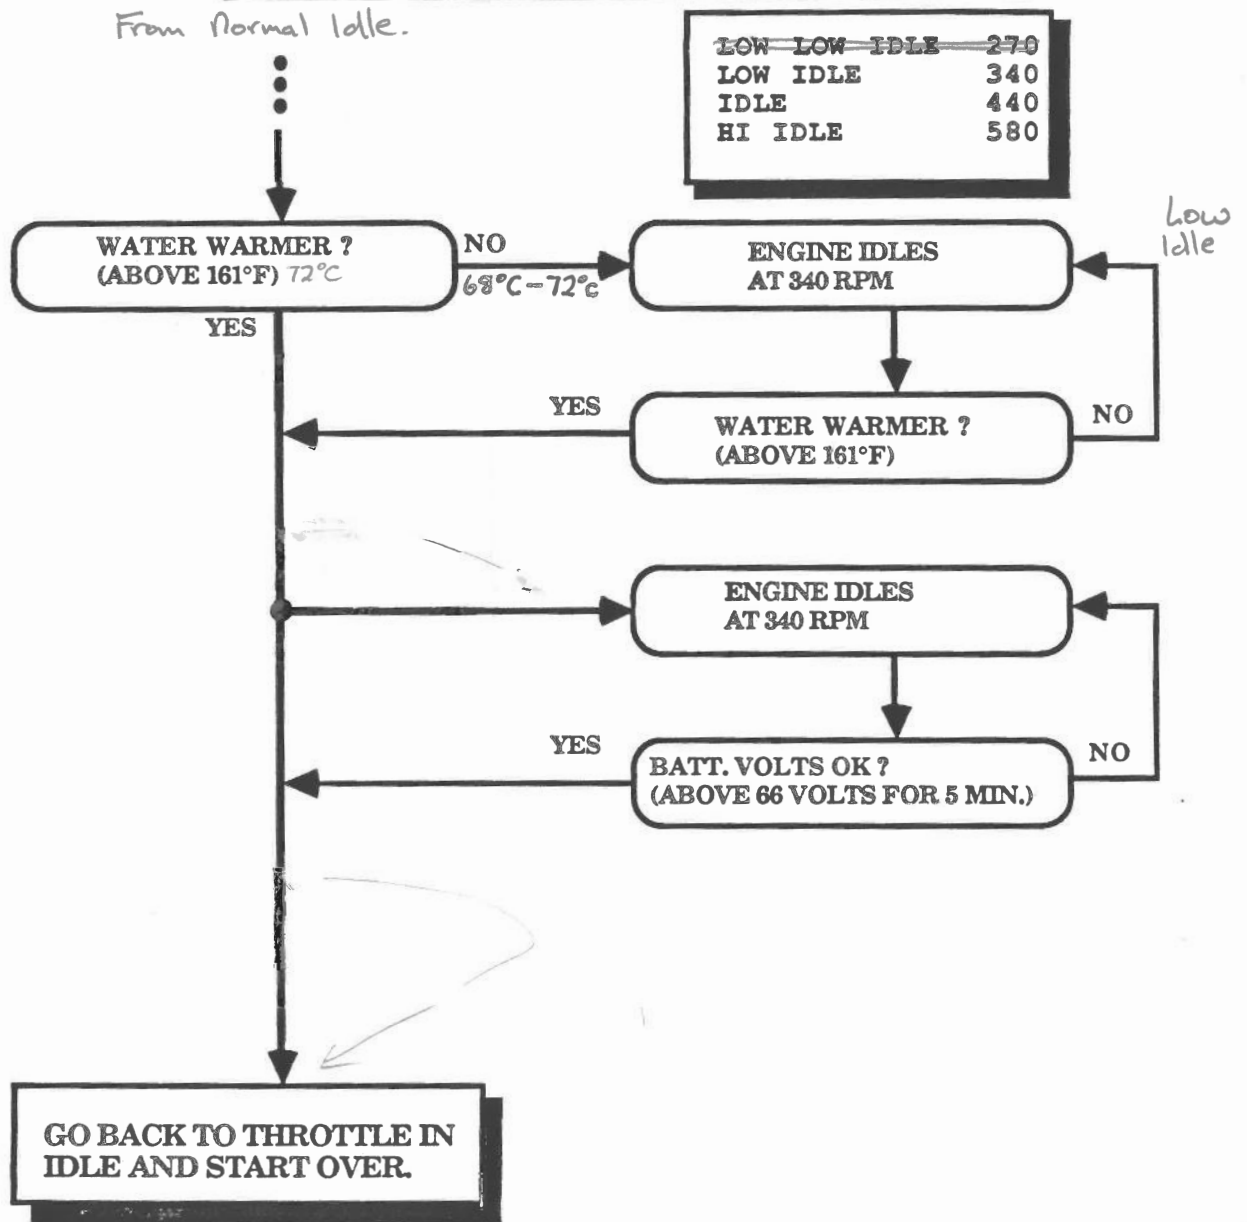 From Normal Idle.
LOW LOW IDLE 270
LOW IDLE 340
IDLE 440
HI IDLE 580
WATER WARMER ?
(ABOVE 161°F) 72°C
NO
68°C-72°c
YES
ENGINE IDLES
AT 340 RPM
Low
Idle
WATER WARMER ?
(ABOVE 161°F)
YES
NO
ENGINE IDLES
AT 340 RPM
BATT. VOLTS OK ?
(ABOVE 66 VOLTS FOR 5 MIN.)
YES
NO
GO BACK TO THROTTLE IN
IDLE AND START OVER.